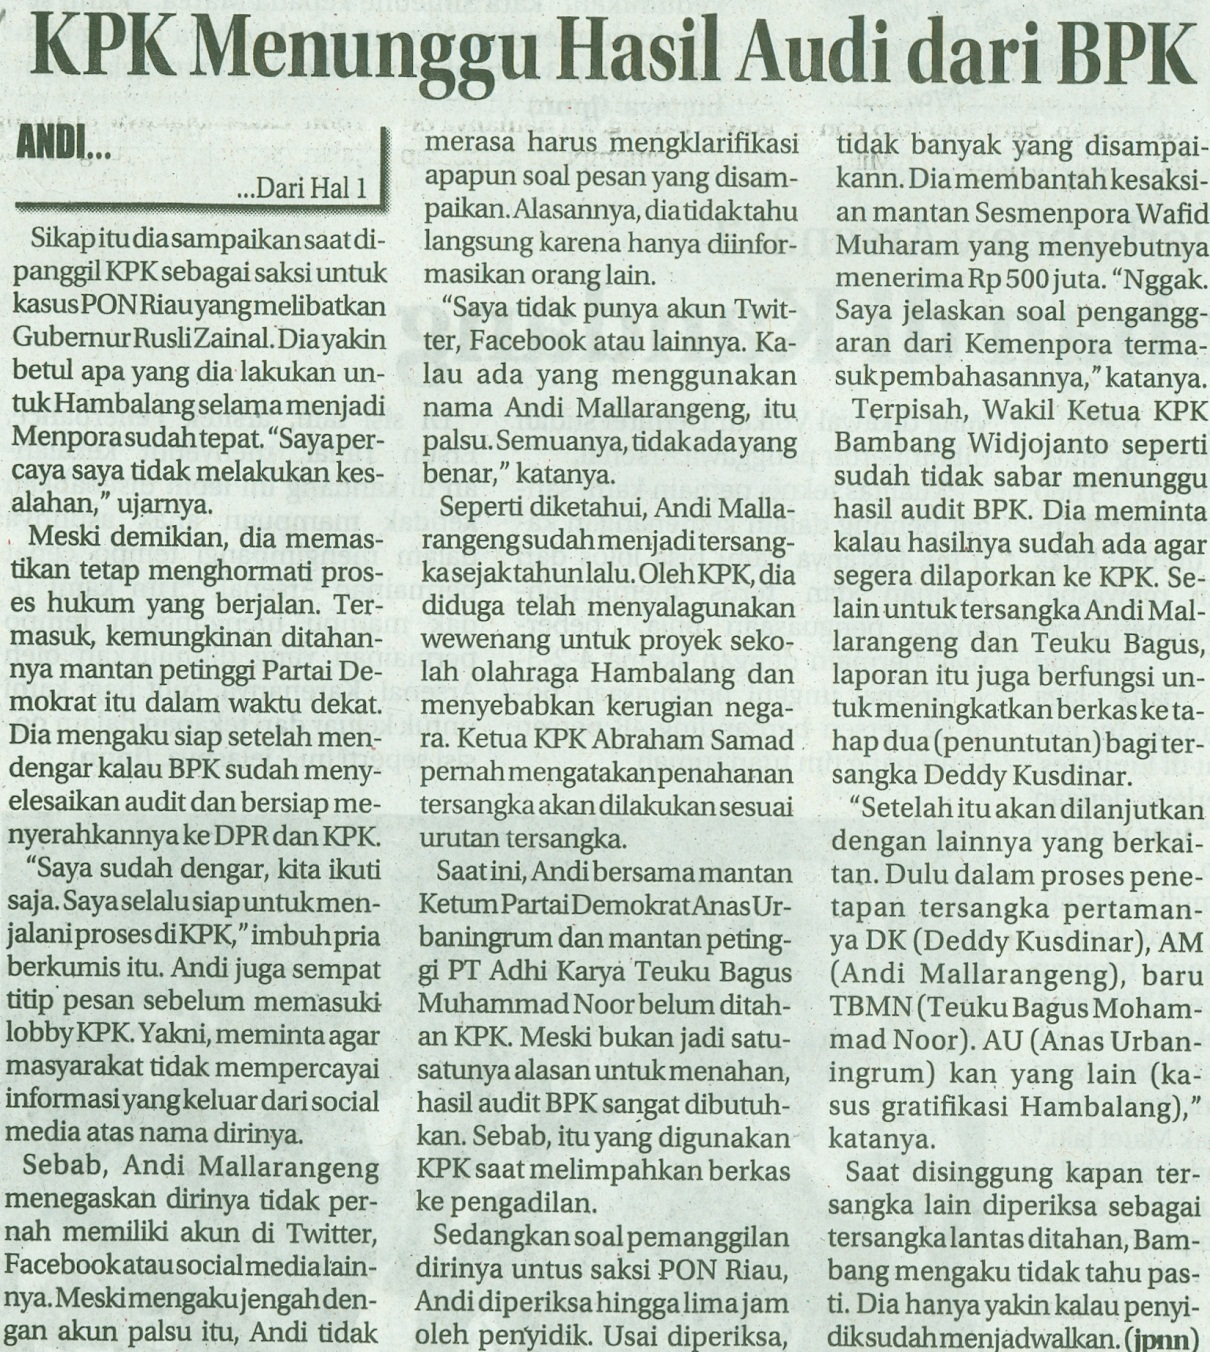 KPK Menunggu Hasil Audi dari BPK
ANDI...
...Dari Hal 1
Sikap itu dia sampaikan saat di-
panggil KPK sebagai saksi untuk
kasus PON Riau yang melibatkan
Gubernur Rusli Zainal. Dia yakin
betul apa yang dia lakukan un-
tuk Hambalang selama menjadi
Menpora sudah tepat. “Saya per-
caya saya tidak melakukan kes-
alahan,” ujarnya.
Meski demikian, dia memas-
tikan tetap menghormati pros-
es hukum yang berjalan. Ter-
masuk, kemungkinan ditahan-
nya mantan petinggi Partai De-
mokrat itu dalam waktu dekat.
Dia mengaku siap setelah men-
dengar kalau BPK sudah meny-
elesaikan audit dan bersiap me-
nyerahkannya ke DPR dan KPK.
“Saya sudah dengar, kita ikuti
saja. Saya selalu siap untuk men-
jalani proses di KPK,” imbuh pria
berkumis itu. Andi juga sempat
titip pesan sebelum memasuki
lobby KPK. Yakni, meminta agar
masyarakat tidak mempercayai
informasi yang keluar dari social
media atas nama dirinya.
Sebab, Andi Mallarangeng
menegaskan dirinya tidak per-
nah memiliki akun di Twitter,
Facebook atau social media lain-
nya. Meski mengaku jengah den-
gan akun palsu itu, Andi tidak
merasa harus mengklarifikasi
apapun soal pesan yang disam-
paikan. Alasannya, dia tidak tahu
langsung karena hanya diinfor-
masikan orang lain.
“Saya tidak punya akun Twit-
ter, Facebook atau lainnya. Ka-
lau ada yang menggunakan
nama Andi Mallarangeng, itu
palsu. Semuanya, tidak ada yang
benar,” katanya.
Seperti diketahui, Andi Malla-
rangeng sudah menjadi tersang-
ka sejak tahun lalu. Oleh KPK, dia
diduga telah menyalagunakan
wewenang untuk proyek seko-
lah olahraga Hambalang dan
menyebabkan kerugian nega-
ra. Ketua KPK Abraham Samad
pernah mengatakan penahanan
tersangka akan dilakukan sesuai
urutan tersangka.
Saat ini, Andi bersama mantan
Ketum Partai Demokrat Anas Ur-
baningrum dan mantan peting-
gi PT Adhi Karya Teuku Bagus
Muhammad Noor belum ditah-
an KPK. Meski bukan jadi satu-
satunya alasan untuk menahan,
hasil audit BPK sangat dibutuh-
kan. Sebab, itu yang digunakan
KPK saat melimpahkan berkas
ke pengadilan.
Sedangkan soal pemanggilan
dirinya untus saksi PON Riau,
Andi diperiksa hingga lima jam
oleh penyidik. Usai diperiksa,
tidak banyak yang disampai-
kann. Dia membantah kesaksi-
an mantan Sesmenpora Wafid
Muharam yang menyebutnya
menerima Rp 500 juta. “Nggak.
Saya jelaskan soal pengangg-
aran dari Kemenpora terma-
suk pembahasannya,” katanya.
Terpisah, Wakil Ketua KPK
Bambang Widjojanto seperti
sudah tidak sabar menunggu
hasil audit BPK. Dia meminta
kalau hasilnya sudah ada agar
segera dilaporkan ke KPK. Se-
lain untuk tersangka Andi Mal-
larangeng dan Teuku Bagus,
laporan itu juga berfungsi un-
tuk meningkatkan berkas ke ta-
hap dua (penuntutan) bagi ter-
sangka Deddy Kusdinar.
“Setelah itu akan dilanjutkan
dengan lainnya yang berkai-
tan. Dulu dalam proses pene-
tapan tersangka pertaman-
ya DK (Deddy Kusdinar), AM
(Andi Mallarangeng), baru
TBMN (Teuku Bagus Moham-
mad Noor). AU (Anas Urban-
ingrum) kan yang lain (ka-
sus gratifikasi Hambalang),”
katanya.
Saat disinggung kapan ter-
sangka lain diperiksa sebagai
tersangka lantas ditahan, Bam-
bang mengaku tidak tahu pas-
ti. Dia hanya yakin kalau penyi-
dik sudah menjadwalkan. (jpnn)